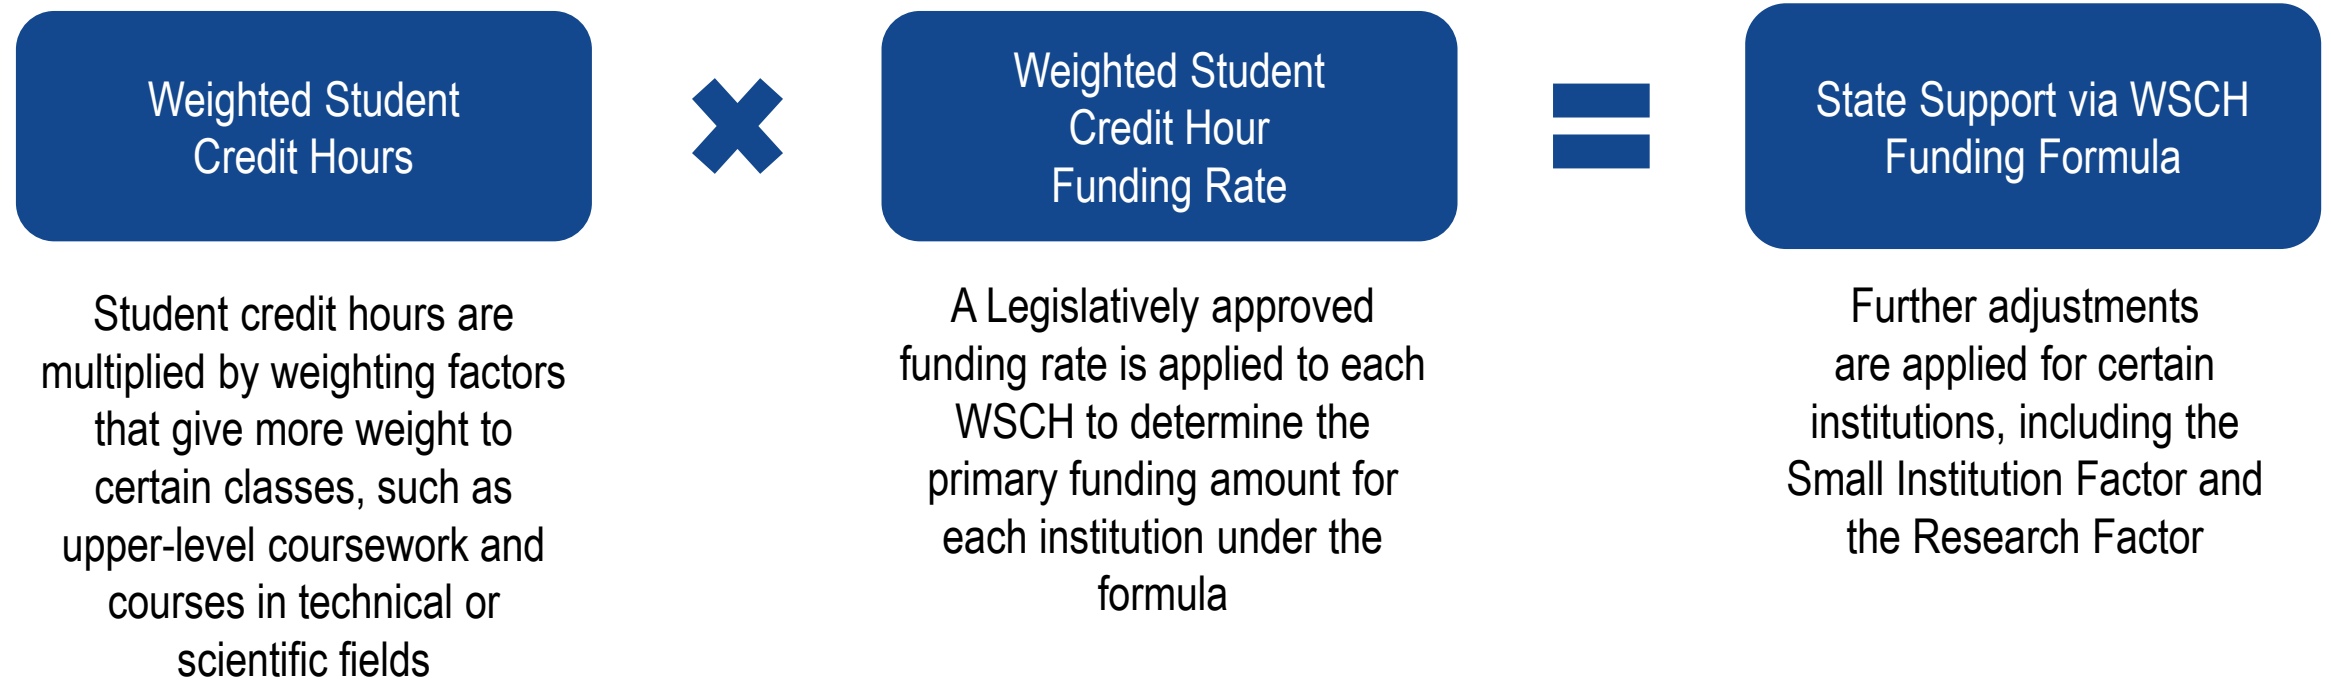 Weighted Student
Credit Hours
Weighted Student
Credit Hour
Funding Rate
State Support via WSCH
Funding Formula
Student credit hours are
multiplied by weighting factors
that give more weight to
certain classes, such as
upper-level coursework and
courses in technical or
scientific fields
A Legislatively approved
funding rate is applied to each
WSCH to determine the
primary funding amount for
each institution under the
formula
Further adjustments
are applied for certain
institutions, including the
Small Institution Factor and
the Research Factor